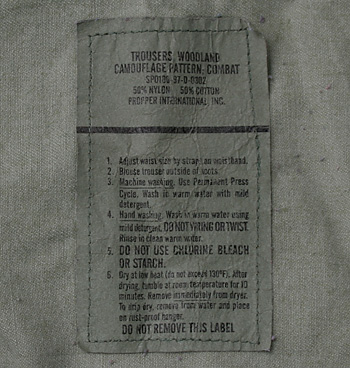 TROUSERS, WOODLAND
CAMOUFLAGE PATTERN, COMBAT
SPO100-97-D-0302
50% NYLON 50% COTTON
PROPPER INTERNATIONAL, INC.
1. Adjust waist size by straps on waistband.
2. Blouse trouser outside of boots.
3. Machine washing. Use Permanent Press
Cycle. Wash in warm water with mild
detergent.
4. Hand washing. Wash in warm water using
mild detergent. DO NOT WRING OR TWIST.
Rinse in clean warm water.
5. DO NOT USE CHLORINE BLEACH
OR STARCH.
6. Dry at low heat (do not exceed 130°F). After
drying, tumble at room temperature for 10
minutes. Remove immediately from dryer.
To drip dry, remove from water and place
on rust-proof hanger.
DO NOT REMOVE THIS LABEL